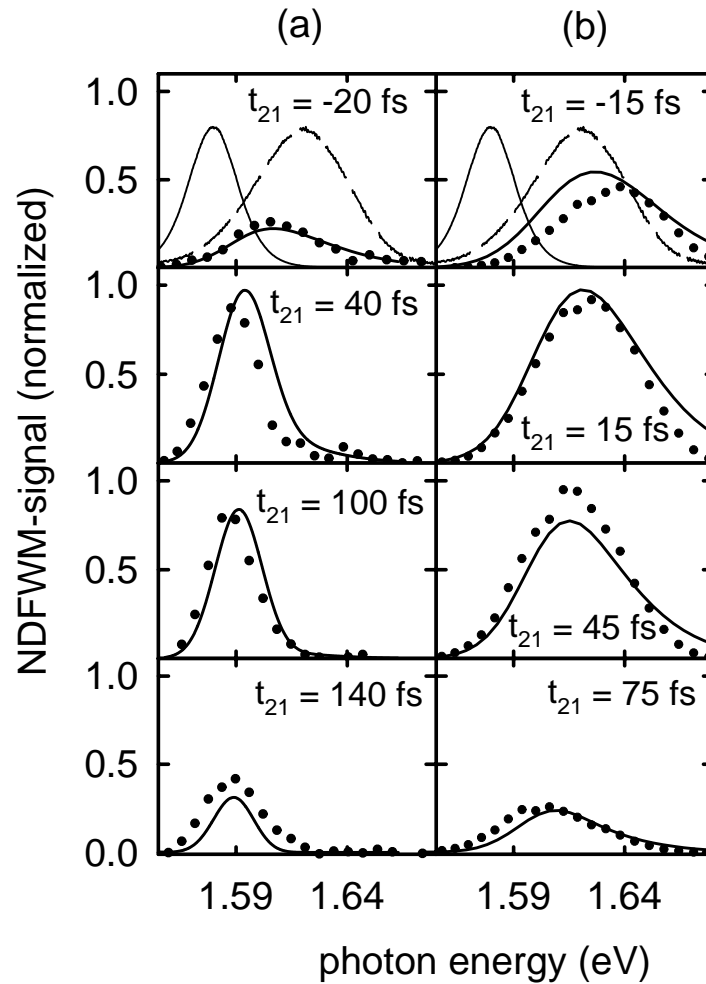 (a) (b)
NDFWM-signal (normalized)
1.0 t21 = -20 fs t21 = -15 fs
0.5
1.0 t21 = 40 fs
0.5 t21 = 15 fs
1.0 t21 = 100 fs
0.5 t21 = 45 fs
1.0 t21 = 140 fs t21 = 75 fs
0.5
0.0
1.59 1.64 1.59 1.64
photon energy (eV)